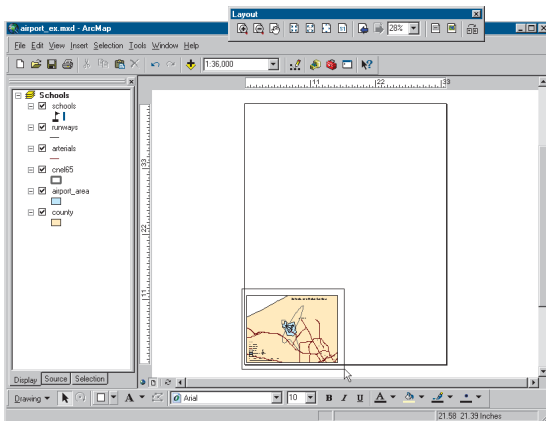 Layout
28%
airport_ex.mxd - ArcMap
File Edit View Insert Selection Tools Window Help
1:36,000
11 22 33
Schools
schools
runways
arterials
cnel65
airport_area
county
33
22
11
Display Source Selection
Drawing A Arial 10 B I U A
21.58 21.39 Inches